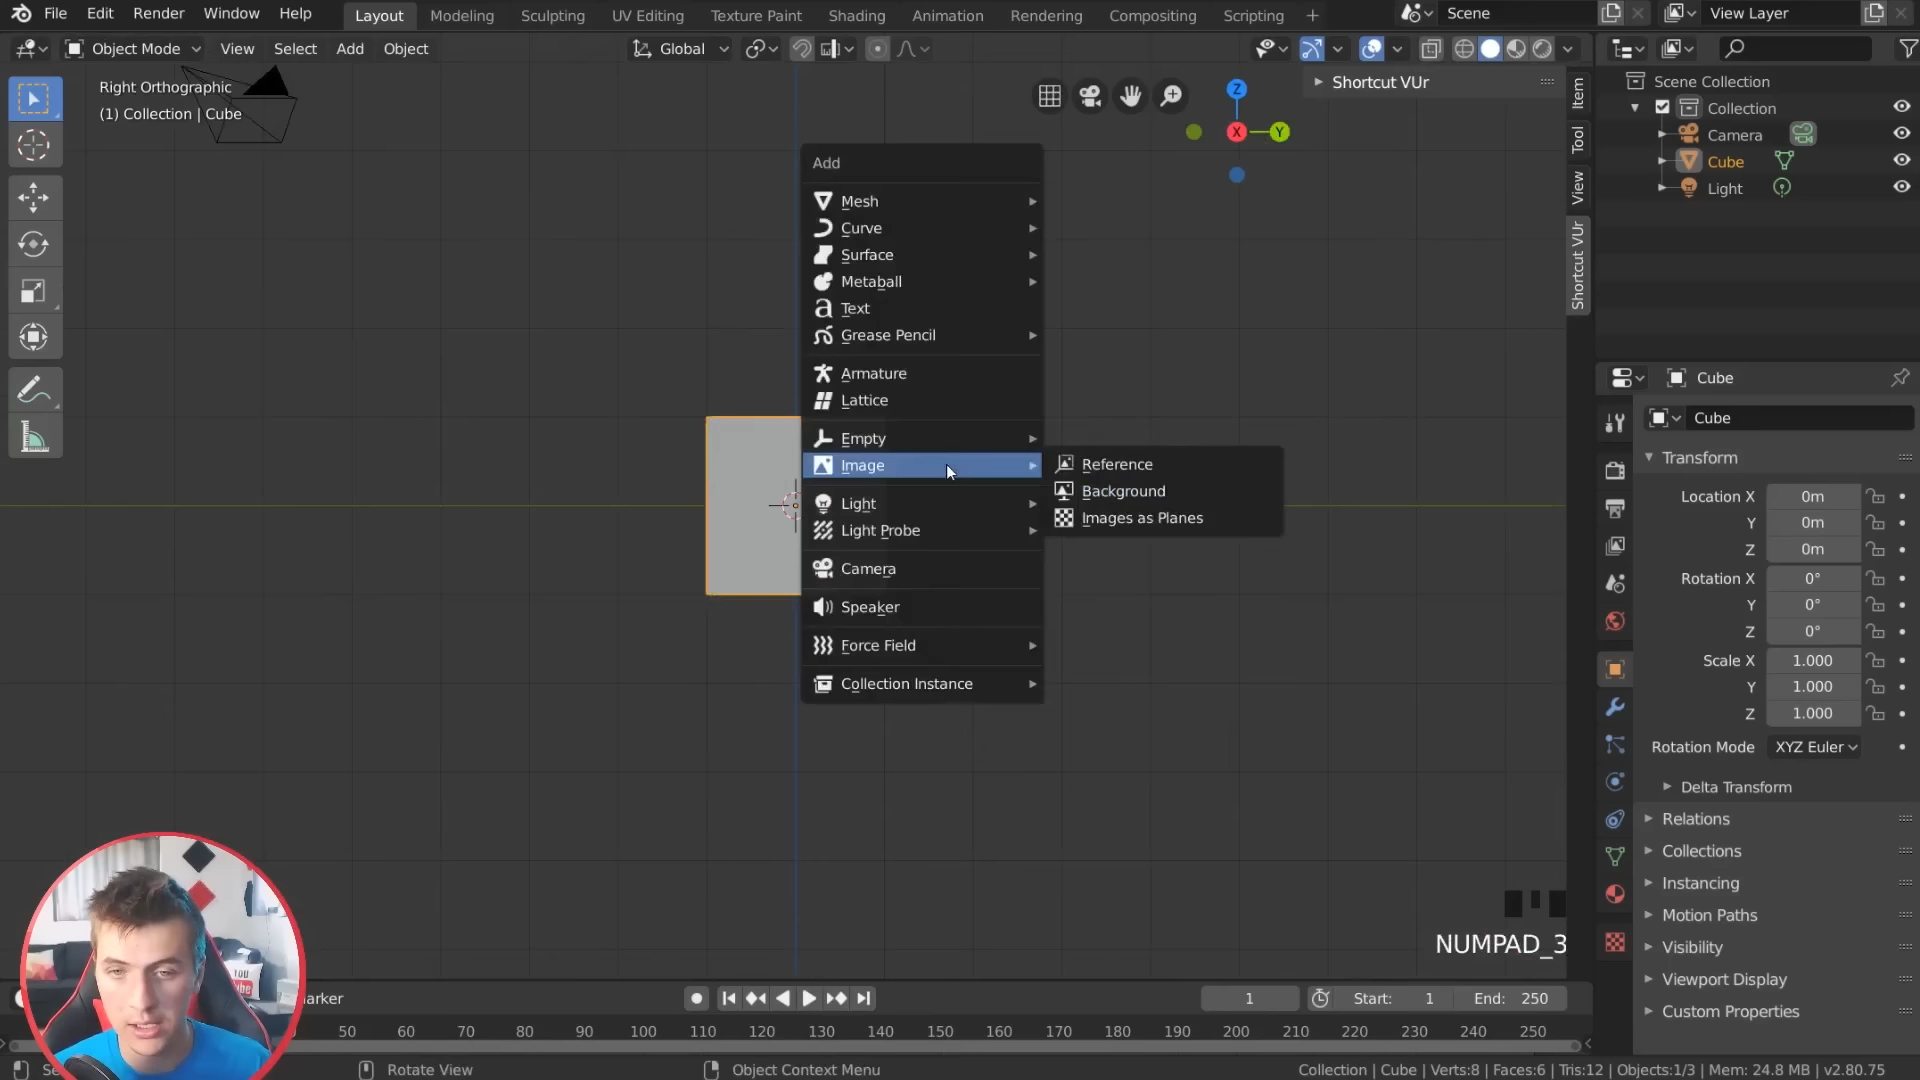 File Edit Render Window Help Layout Modeling Sculpting UV Editing Texture Paint Shading Animation Rendering Compositing Scripting + Scene View Layer
Object Mode View Select Add Object Global
Right Orthographic
(1) Collection | Cube
Z
X
Y
Shortcut VUr
Item
Tool
View
Shortcut VUr
Add
Mesh
Curve
Surface
Metaball
Text
Grease Pencil
Armature
Lattice
Empty
Image
Light
Light Probe
Camera
Speaker
Force Field
Collection Instance
Reference
Background
Images as Planes
Scene Collection
Collection
Camera
Cube
Light
Cube
Cube
Transform
Location X 0m
Y 0m
Z 0m
Rotation X 0°
Y 0°
Z 0°
Scale X 1.000
Y 1.000
Z 1.000
Rotation Mode XYZ Euler
Delta Transform
Relations
Collections
Instancing
Motion Paths
Visibility
Viewport Display
Custom Properties
NUMPAD_3
YOU
arker 1 Start: 1 End: 250
50 60 70 80 90 100 110 120 130 140 150 160 170 180 190 200 210 220 230 240 250
Se Rotate View Object Context Menu Collection | Cube | Verts:8 | Faces:6 | Tris:12 | Objects:1/3 | Mem: 24.8 MB | v2.80.75